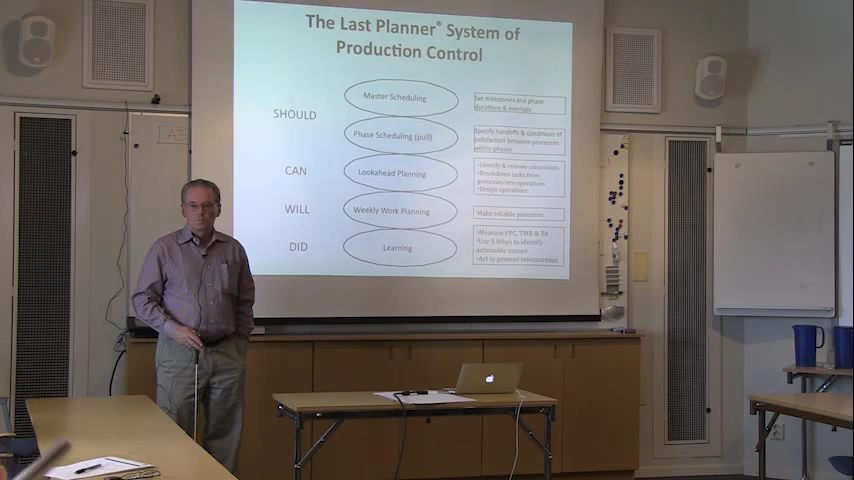 The Last Planner® System of
Production Control
SHOULD
Master Scheduling
Set milestones and phase
durations & overlaps
Phase Scheduling (pull)
Specify handoffs & conditions of
satisfaction between processes
within phases
CAN
Lookahead Planning
•Identify & remove constraints
•Breakdown tasks from
processes into operations
•Design operations
WILL
Weekly Work Planning
Make reliable promises
DID
Learning
•Measure PPC, TMR & TA
•Use 5 Whys to identify
actionable causes
•Act to prevent reoccurrence